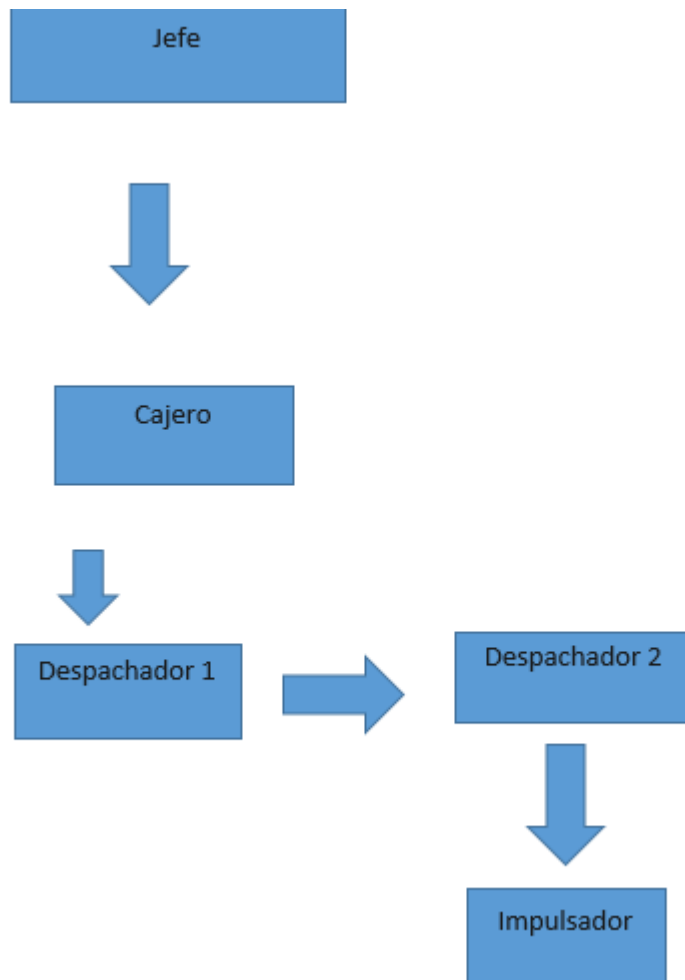 Jefe
Cajero
Despachador 1
Despachador 2
Impulsador